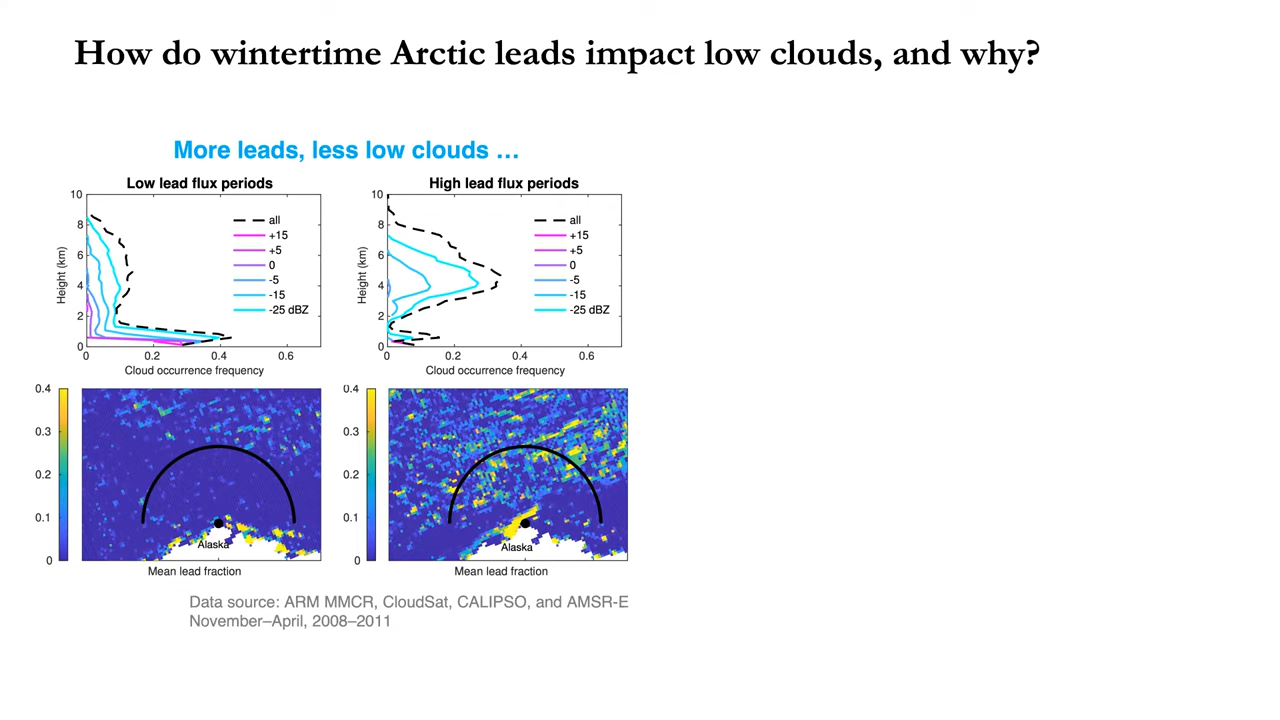 How do wintertime Arctic leads impact low clouds, and why?
More leads, less low clouds …
Low lead flux periods
10
8
6
4
2
0
Height (km)
all
+15
+5
0
-5
-15
-25 dBZ
0
0.2
0.4
0.6
Cloud occurrence frequency
High lead flux periods
10
8
6
4
2
0
Height (km)
all
+15
+5
0
-5
-15
-25 dBZ
0
0.2
0.4
0.6
Cloud occurrence frequency
0.4
0.3
0.2
0.1
0
Alaska
Mean lead fraction
0.4
0.3
0.2
0.1
0
Alaska
Mean lead fraction
Data source: ARM MMCR, CloudSat, CALIPSO, and AMSR-E
November–April, 2008–2011